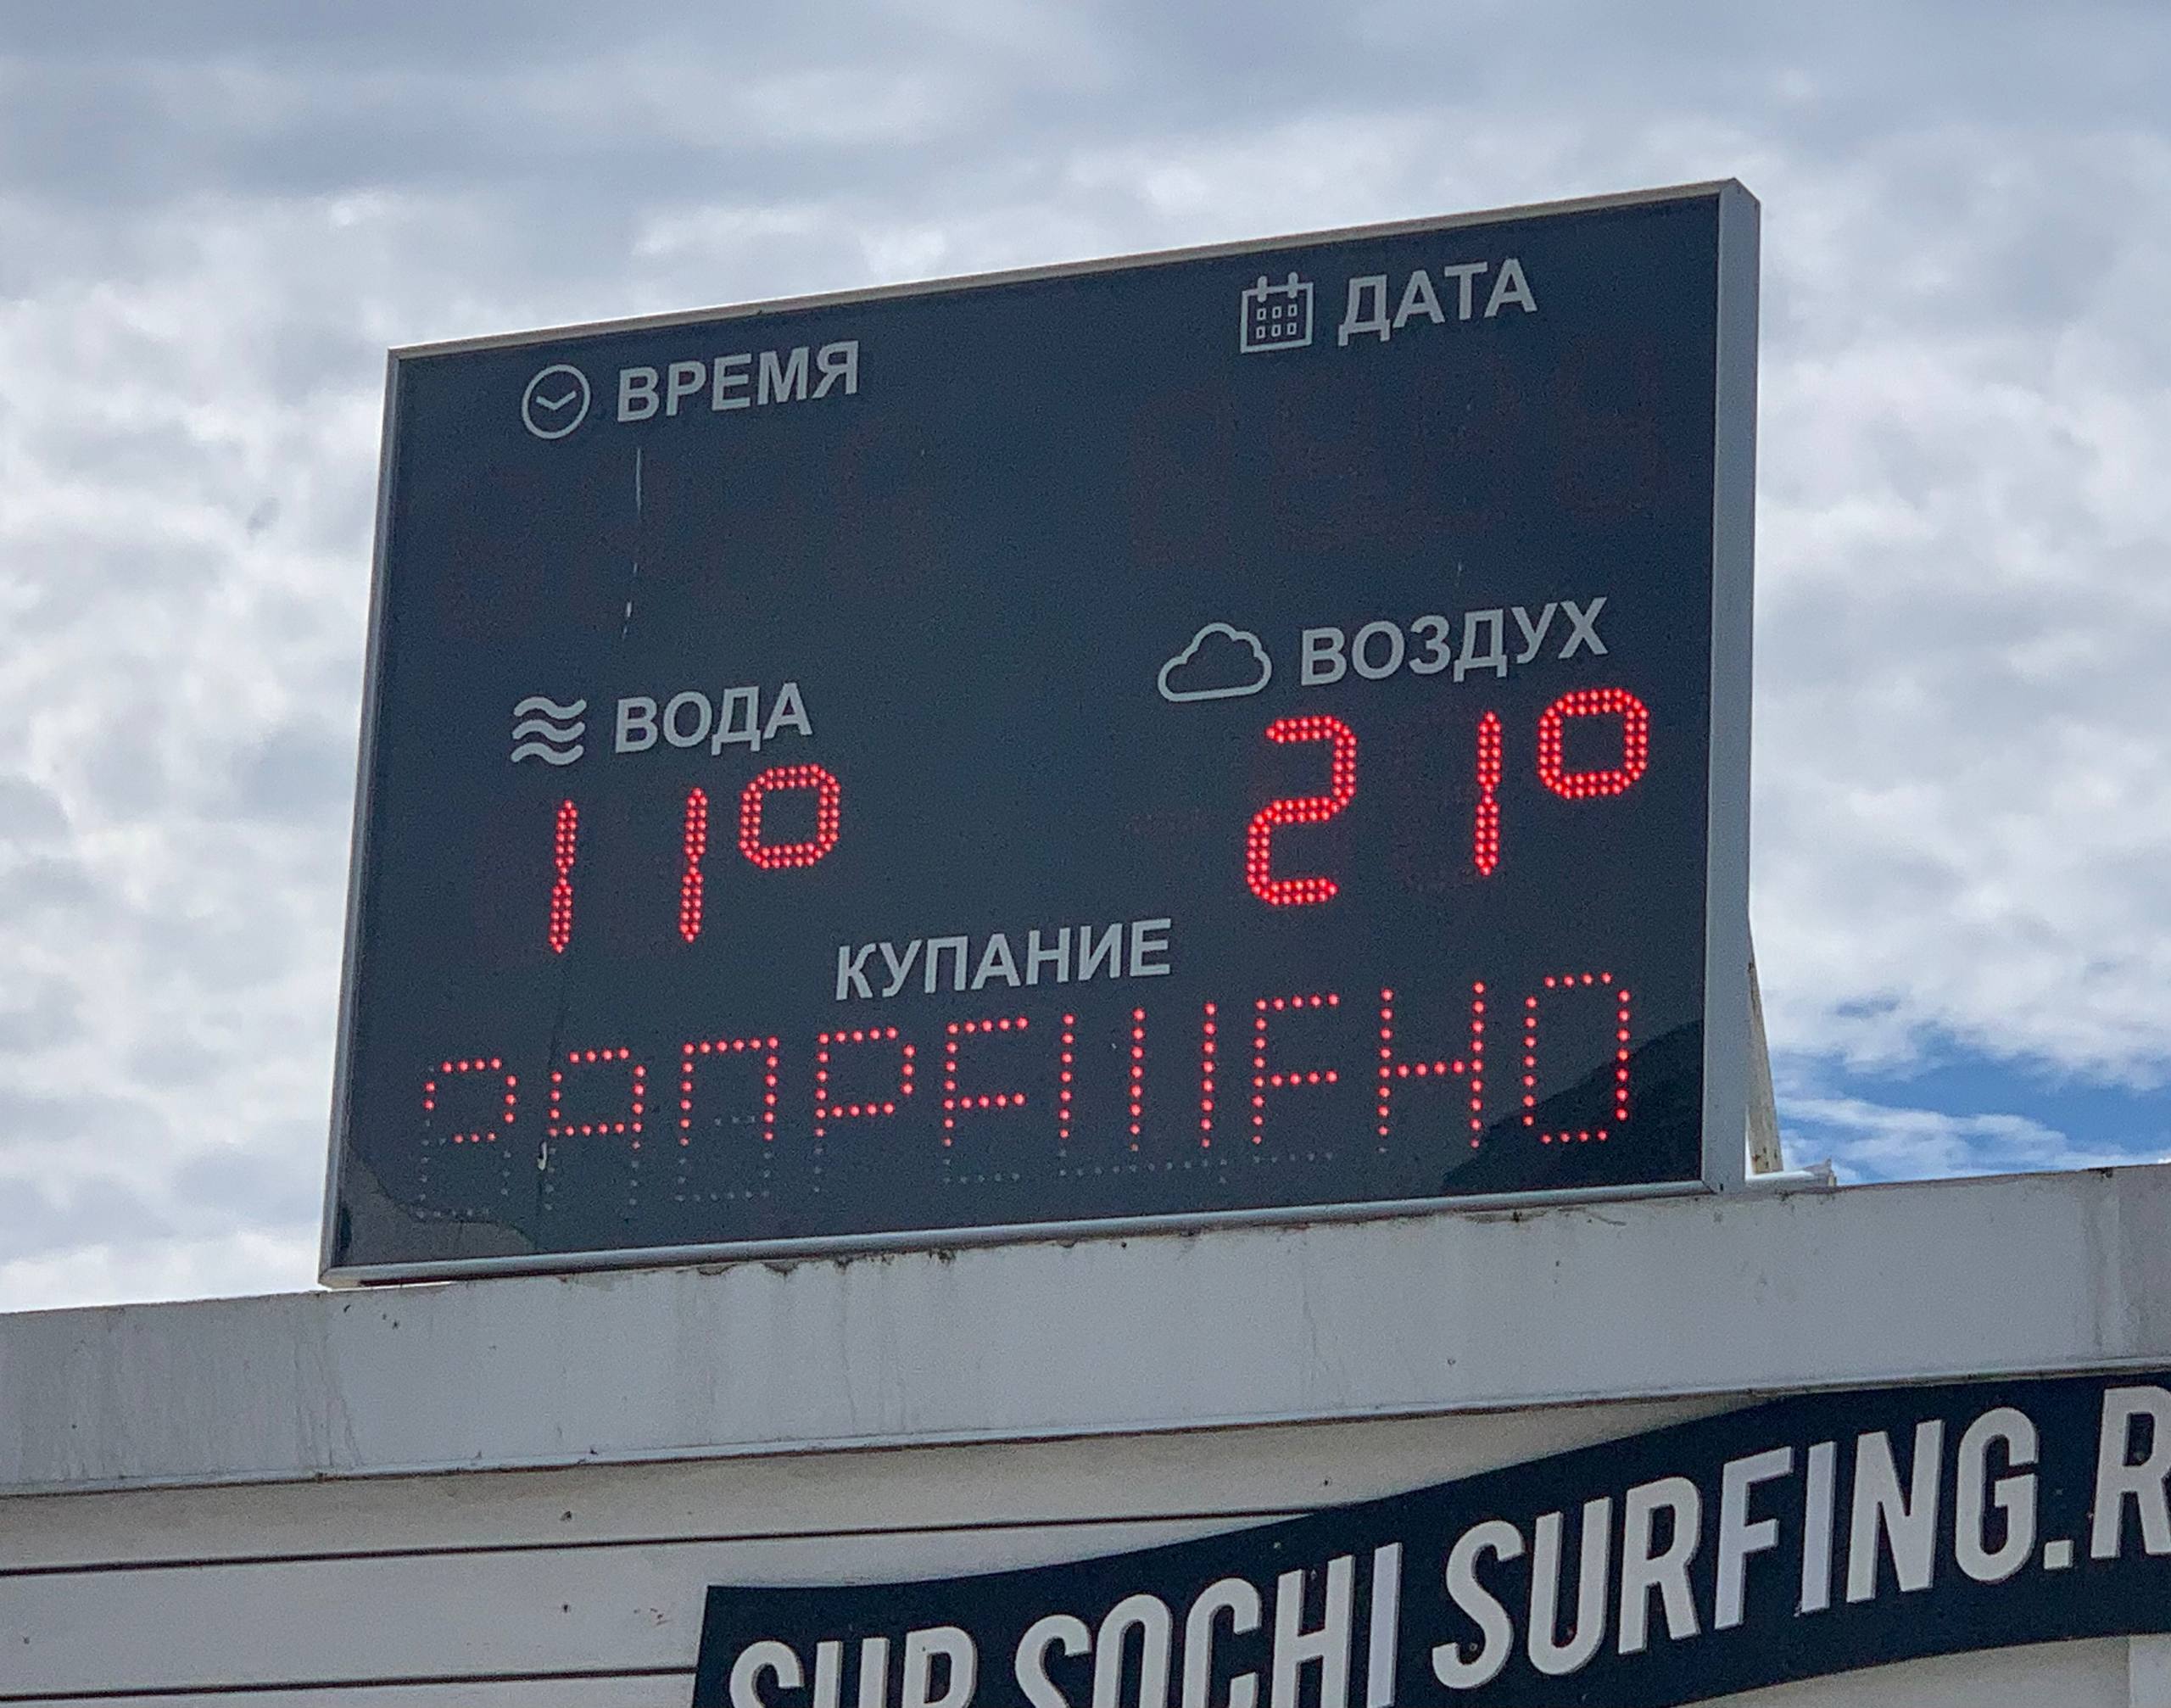 ВРЕМЯ
ДАТА
ВОДА
ВОЗДУХ
11°
21°
КУПАНИЕ
ЗАПРЕЩЕНО
SUP SOCHI SURFING.R